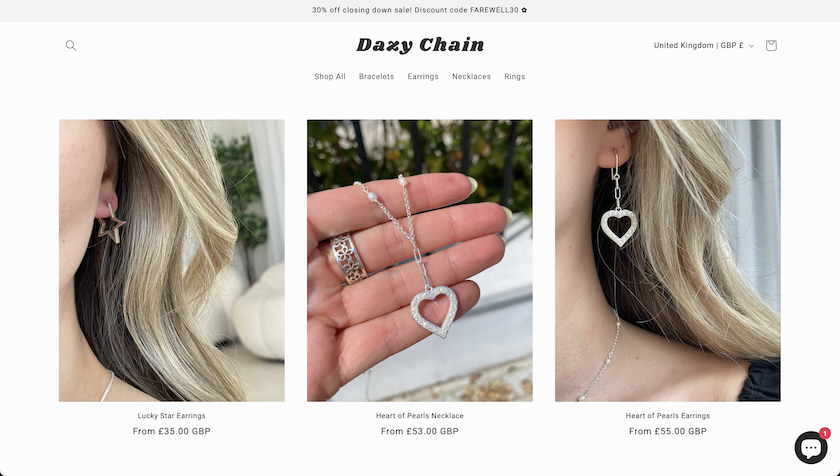 30% off closing down sale! Discount code FAREWELL30 ✿
Dazy Chain
United Kingdom | GBP £
Shop All Bracelets Earrings Necklaces Rings
Lucky Star Earrings
From £35.00 GBP
Heart of Pearls Necklace
From £53.00 GBP
Heart of Pearls Earrings
From £55.00 GBP
1